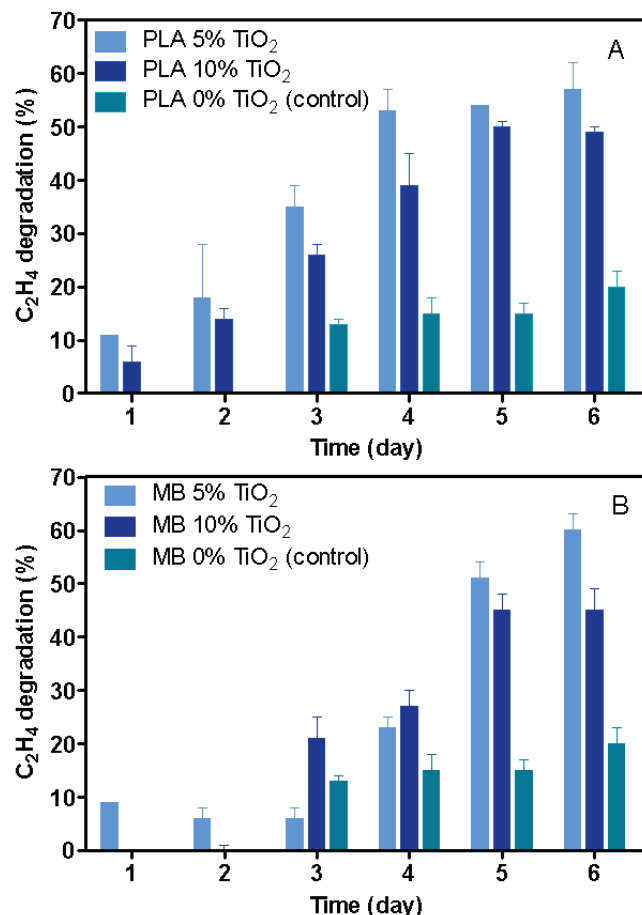 70
60
50
40
30
20
10
0
C₂H₄ degradation (%)
PLA 5% TiO₂
PLA 10% TiO₂
PLA 0% TiO₂ (control)
A
1 2 3 4 5 6
Time (day)
70
60
50
40
30
20
10
0
C₂H₄ degradation (%)
MB 5% TiO₂
MB 10% TiO₂
MB 0% TiO₂ (control)
B
1 2 3 4 5 6
Time (day)